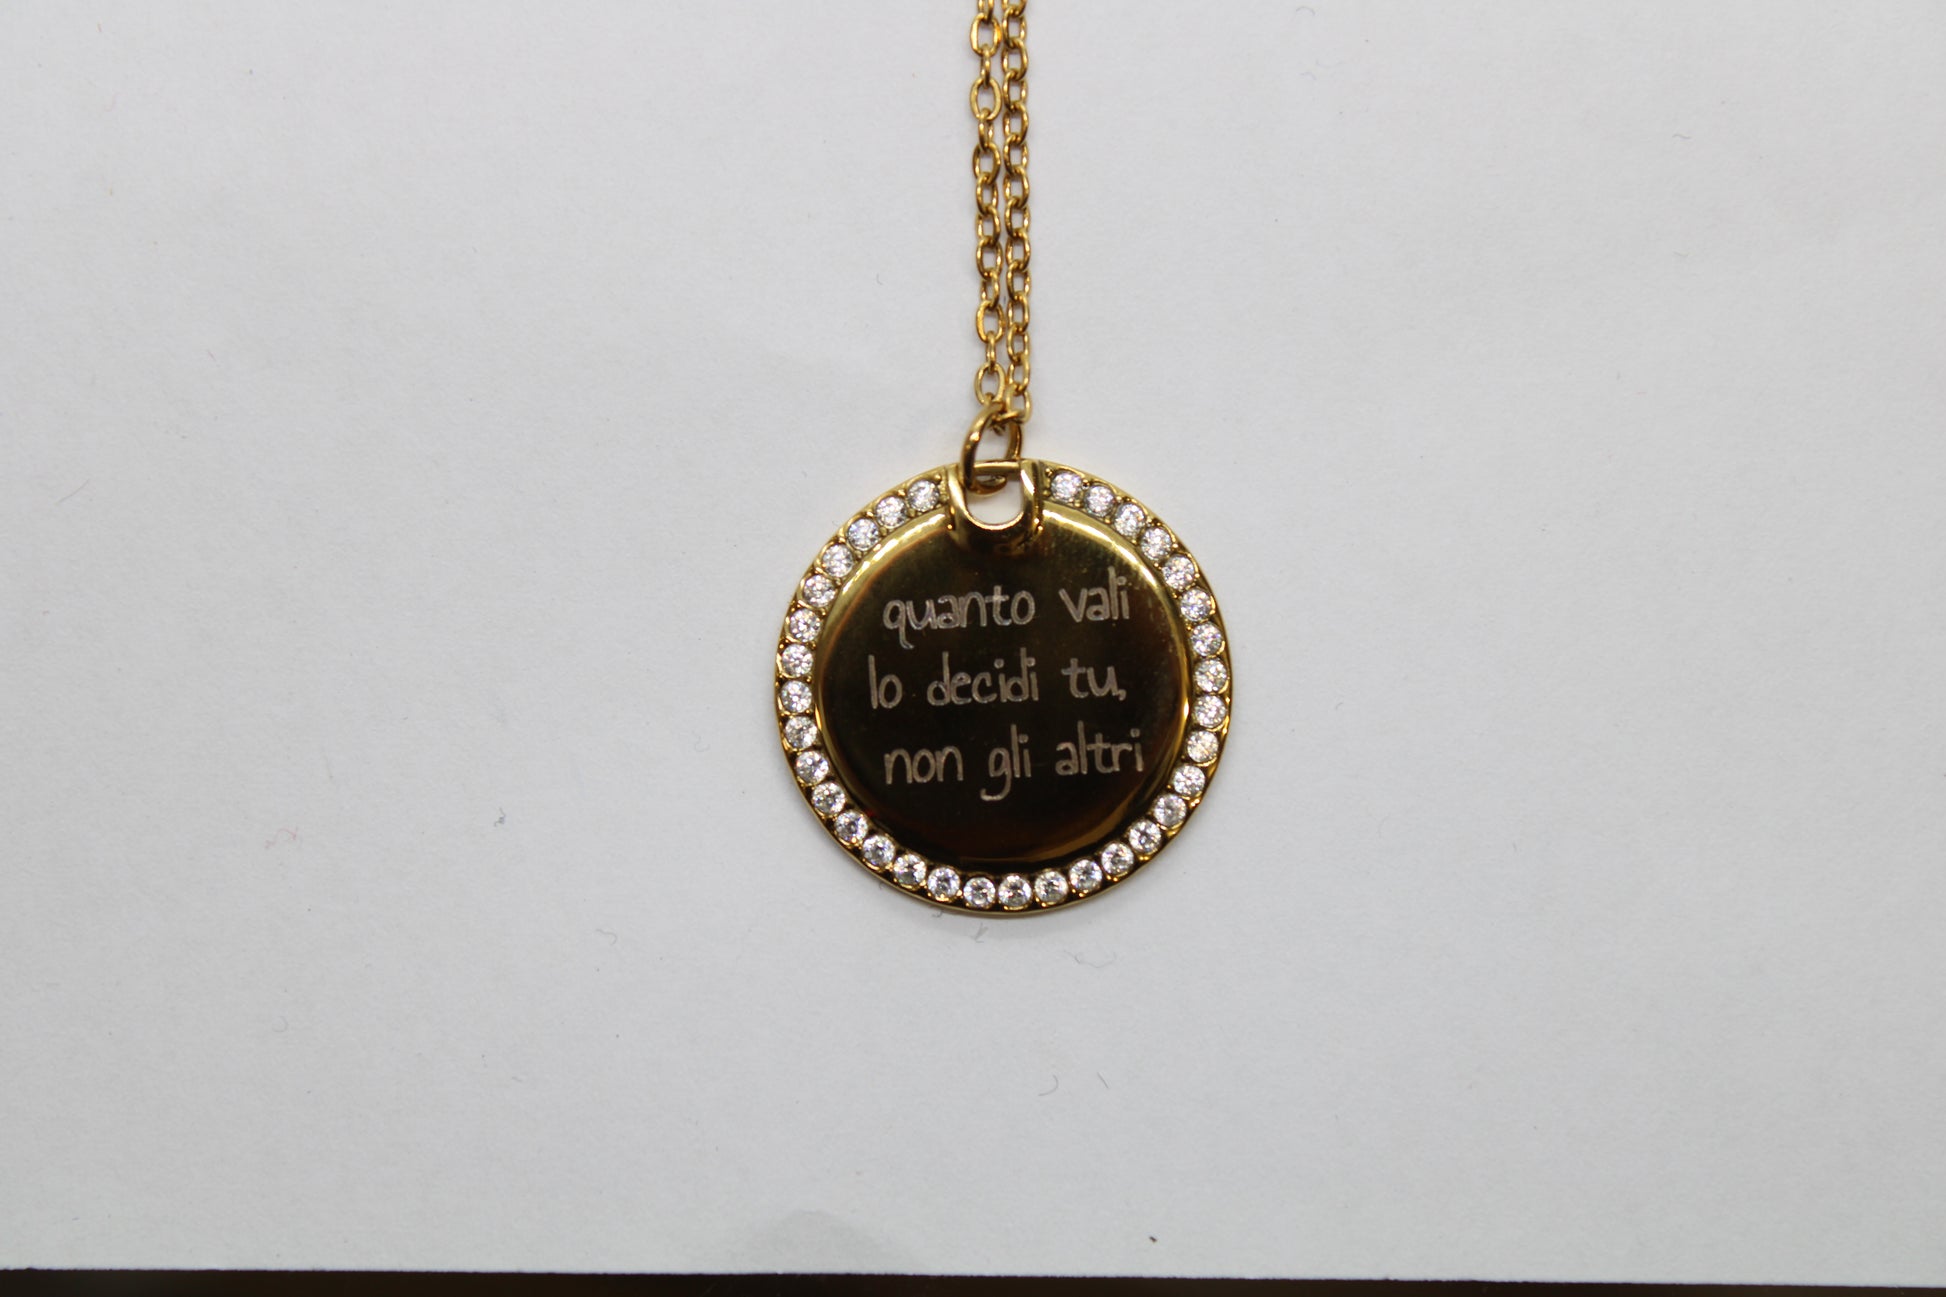 quanto vali
lo decidi tu,
non gli altri